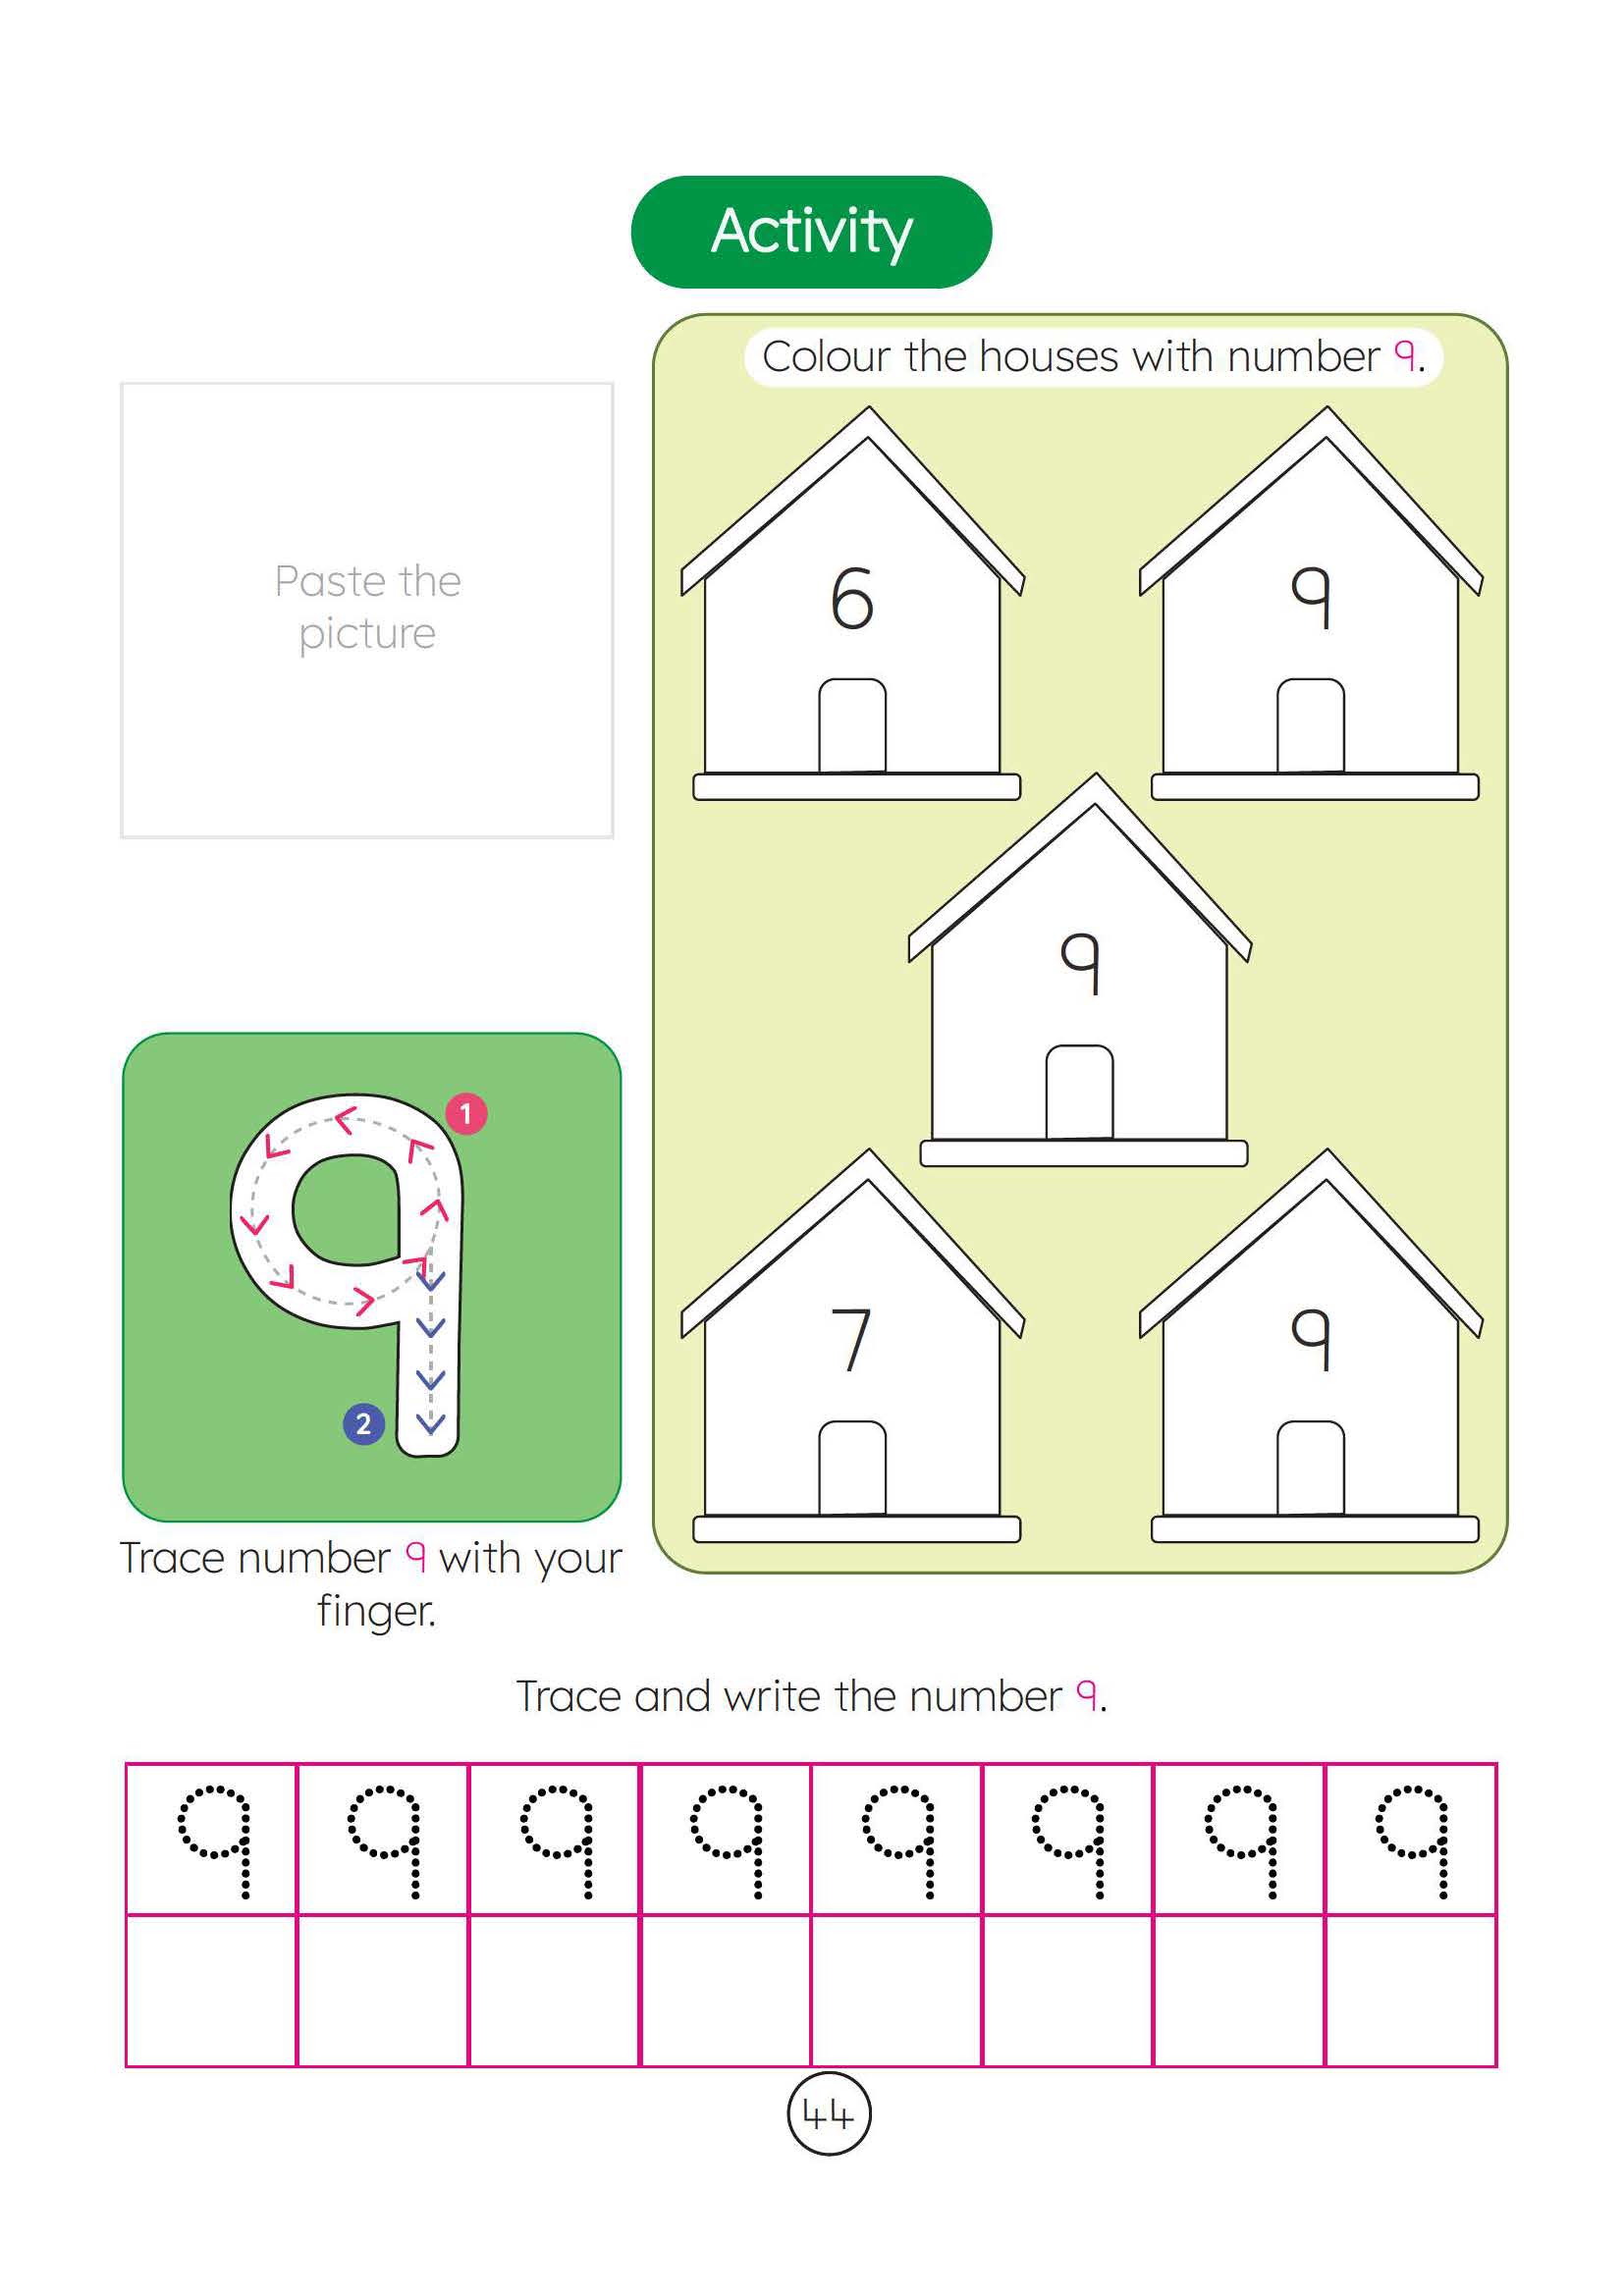 Activity
Colour the houses with number 9.
Paste the
picture
6
9
9
7
9
1
2
Trace number 9 with your
finger.
Trace and write the number 9.
9 9 9 9 9 9 9 9
44